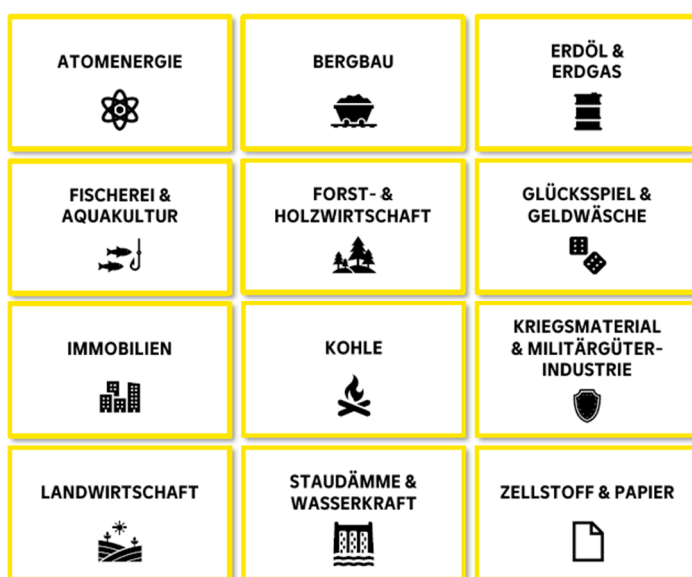 ATOMENERGIE
BERGBAU
ERDÖL &
ERDGAS
FISCHEREI &
AQUAKULTUR
FORST- &
HOLZWIRTSCHAFT
GLÜCKSSPIEL &
GELDWÄSCHE
IMMOBILIEN
KOHLE
KRIEGSMATERIAL
& MILITÄRGÜTER-
INDUSTRIE
LANDWIRTSCHAFT
STAUDÄMME &
WASSERKRAFT
ZELLSTOFF & PAPIER